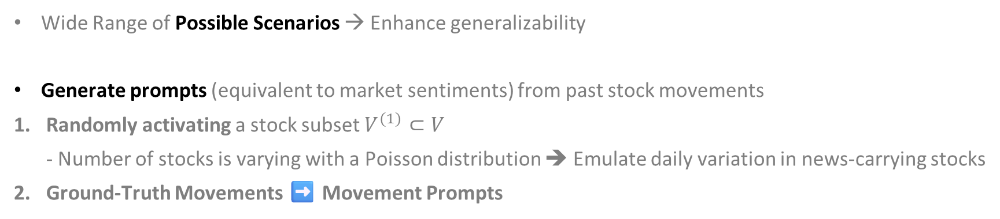 • Wide Range of Possible Scenarios → Enhance generalizability
• Generate prompts (equivalent to market sentiments) from past stock movements
1. Randomly activating a stock subset V⁽¹⁾ ⊂ V
- Number of stocks is varying with a Poisson distribution ➔ Emulate daily variation in news-carrying stocks
2. Ground-Truth Movements ➡️ Movement Prompts